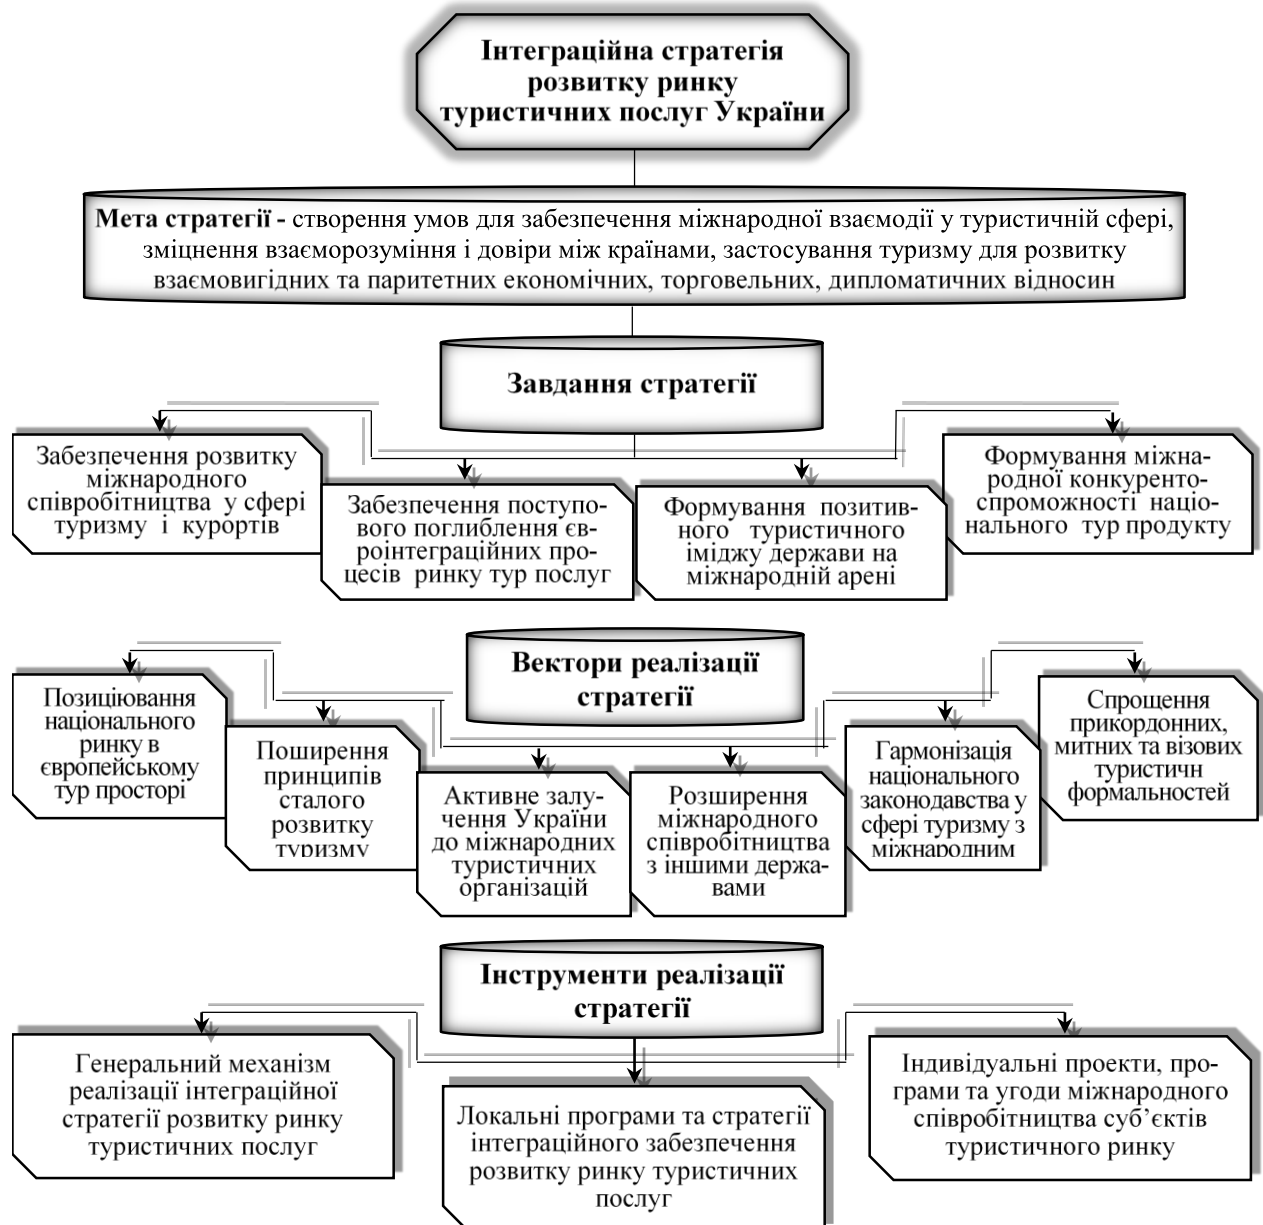 Інтеграційна стратегія
розвитку ринку
туристичних послуг України
Мета стратегії - створення умов для забезпечення міжнародної взаємодії у туристичній сфері,
зміцнення взаєморозуміння і довіри між країнами, застосування туризму для розвитку
взаємовигідних та паритетних економічних, торговельних, дипломатичних відносин
Завдання стратегії
Забезпечення розвитку
міжнародного
співробітництва у сфері
туризму і курортів
Забезпечення поступо-
вого поглиблення єв-
роінтеграційних про-
цесів ринку тур послуг
Формування позитив-
ного туристичного
іміджу держави на
міжнародній арені
Формування міжна-
родної конкуренто-
спроможності націо-
нального тур продукту
Вектори реалізації
стратегії
Позиціювання
національного
ринку в
європейському
тур просторі
Поширення
принципів
сталого
розвитку
туризму
Активне залу-
чення України
до міжнародних
туристичних
організацій
Розширення
міжнародного
співробітництва
з іншими держа-
вами
Гармонізація
національного
законодавства у
сфері туризму з
міжнародним
Спрощення
прикордонних,
митних та візових
туристичн
формальностей
Інструменти реалізації
стратегії
Генеральний механізм
реалізації інтеграційної
стратегії розвитку ринку
туристичних послуг
Локальні програми та стратегії
інтеграційного забезпечення
розвитку ринку туристичних
послуг
Індивідуальні проекти, про-
грами та угоди міжнародного
співробітництва суб’єктів
туристичного ринку